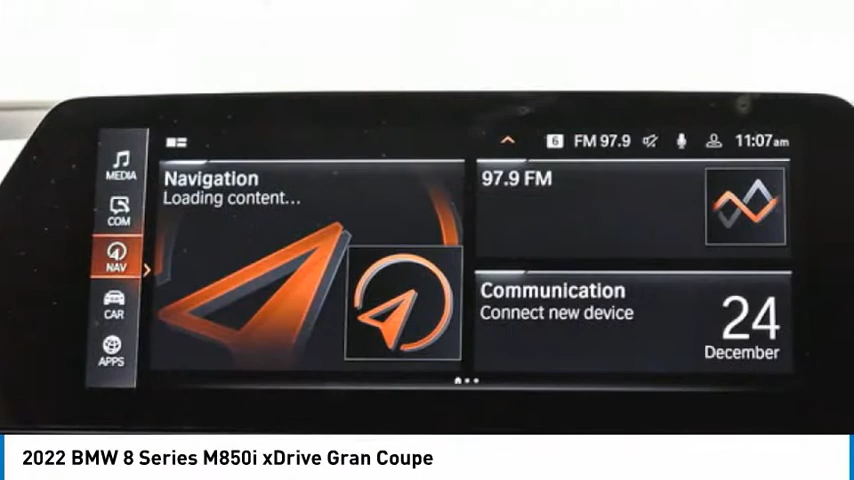 6 FM 97.9 11:07am
MEDIA
COM
NAV
CAR
APPS
Navigation
Loading content...
97.9 FM
Communication
Connect new device
24
December
2022 BMW 8 Series M850i xDrive Gran Coupe